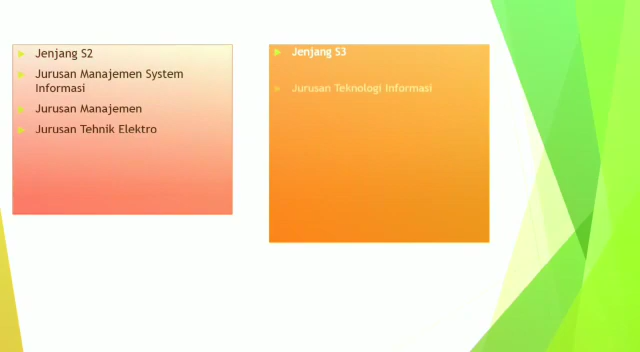 Jenjang S2
Jurusan Manajemen System
Informasi
Jurusan Manajemen
Jurusan Tehnik Elektro
Jenjang S3
Jurusan Teknologi Informasi